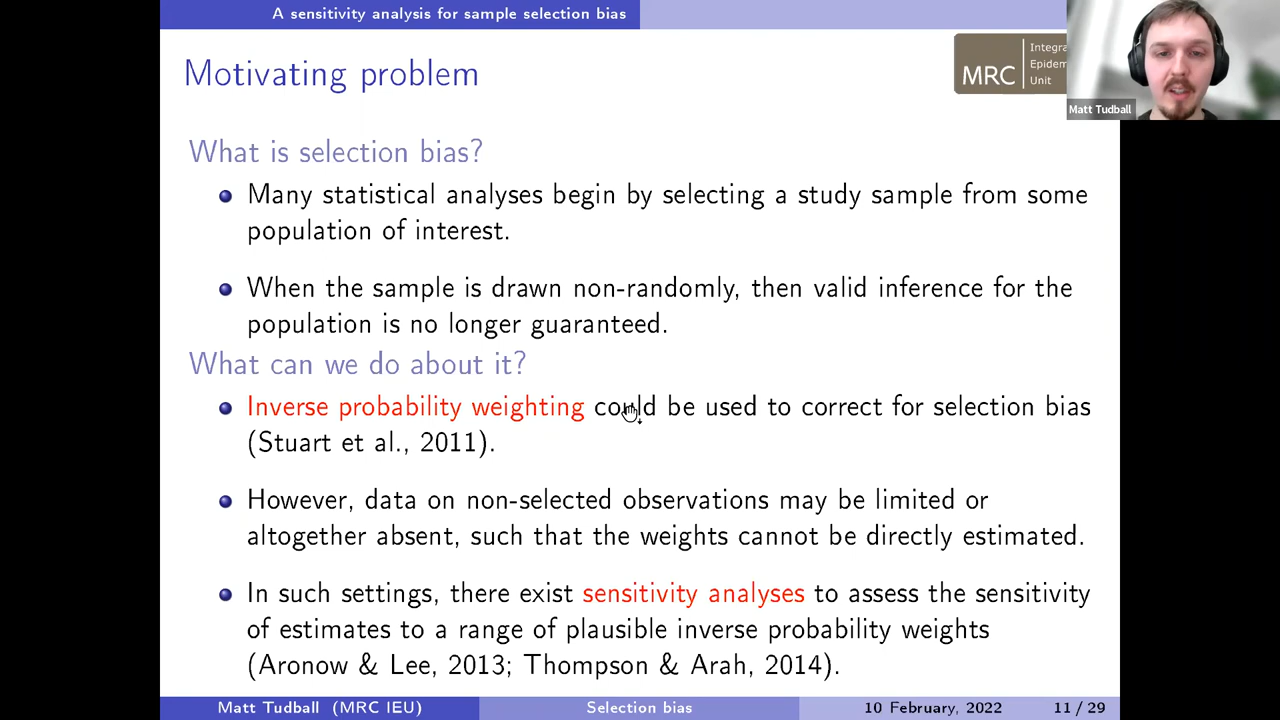 A sensitivity analysis for sample selection bias
Motivating problem
MRC
Integra
Epidem
Unit
Matt Tudball
What is selection bias?
Many statistical analyses begin by selecting a study sample from some
population of interest.
When the sample is drawn non-randomly, then valid inference for the
population is no longer guaranteed.
What can we do about it?
Inverse probability weighting could be used to correct for selection bias
(Stuart et al., 2011).
However, data on non-selected observations may be limited or
altogether absent, such that the weights cannot be directly estimated.
In such settings, there exist sensitivity analyses to assess the sensitivity
of estimates to a range of plausible inverse probability weights
(Aronow & Lee, 2013; Thompson & Arah, 2014).
Matt Tudball (MRC IEU)
Selection bias
10 February, 2022
11 / 29